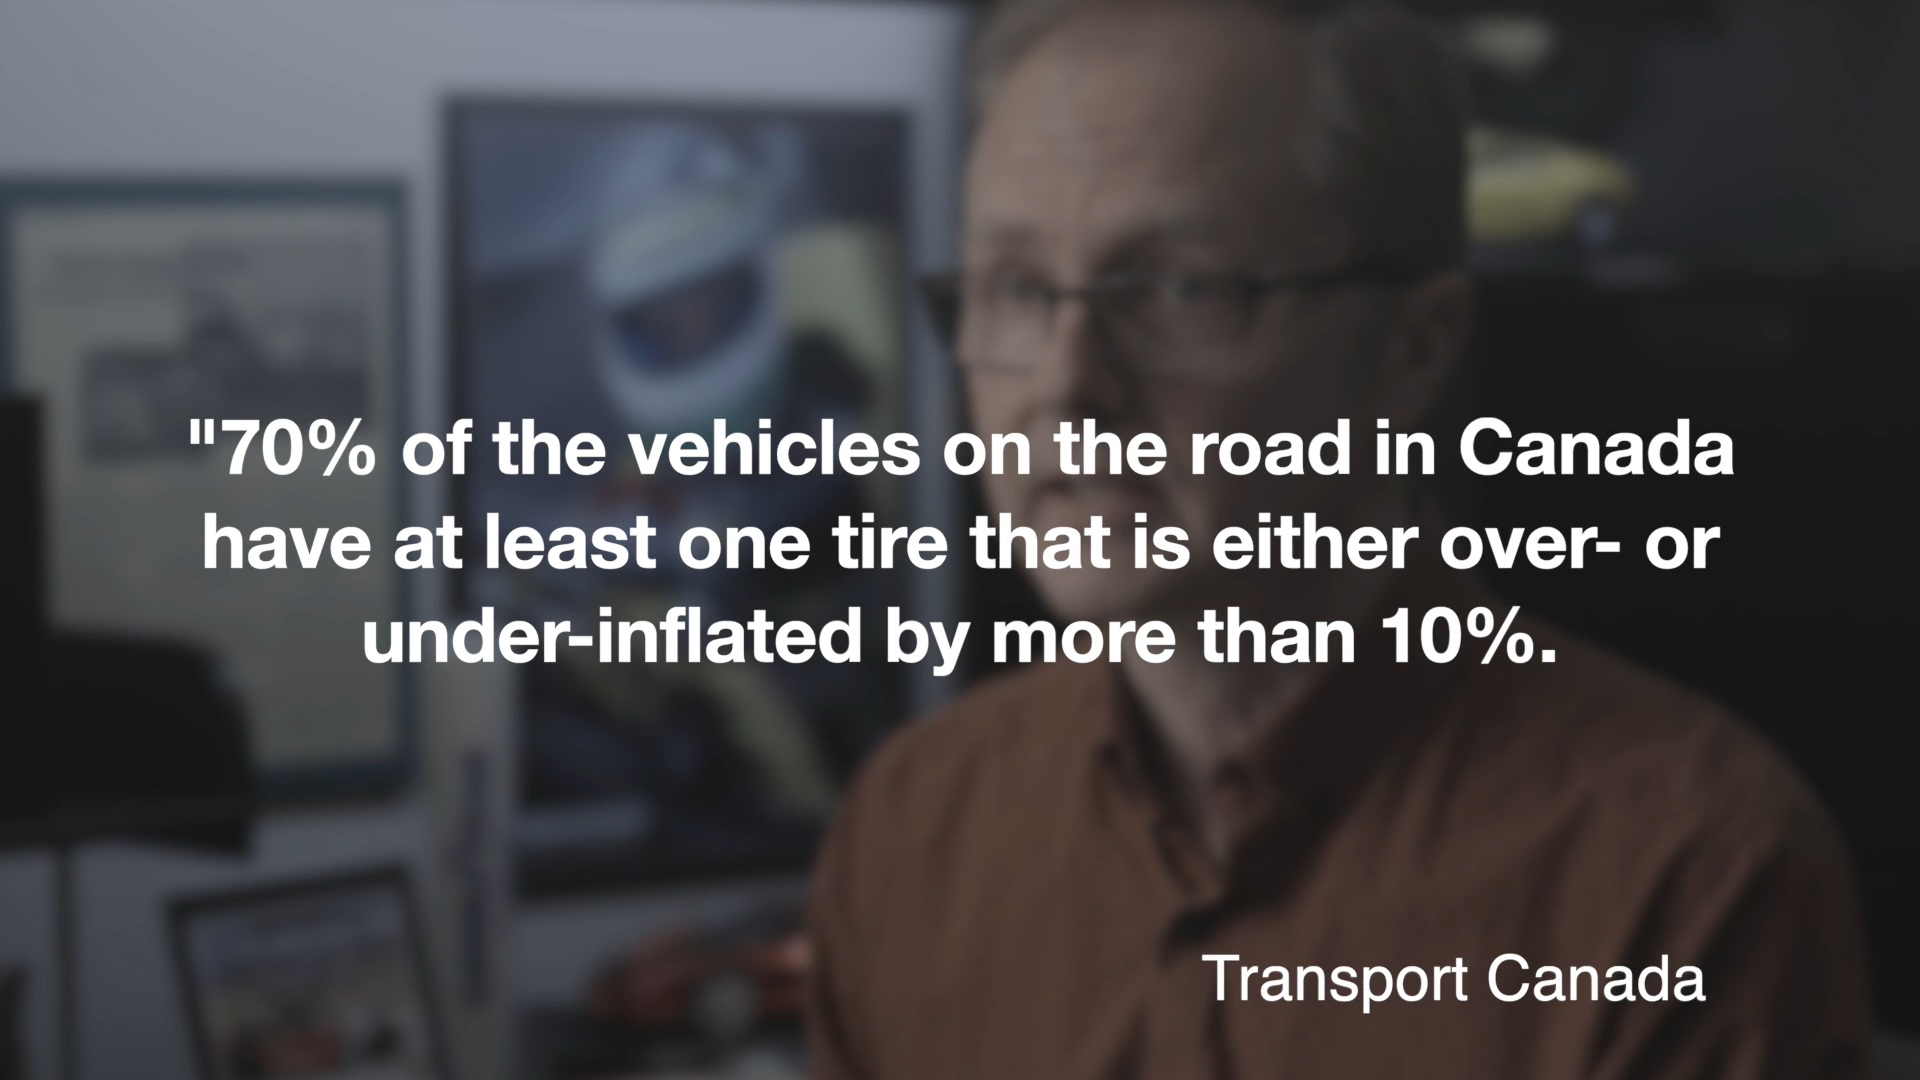 "70% of the vehicles on the road in Canada
have at least one tire that is either over- or
under-inflated by more than 10%.
Transport Canada